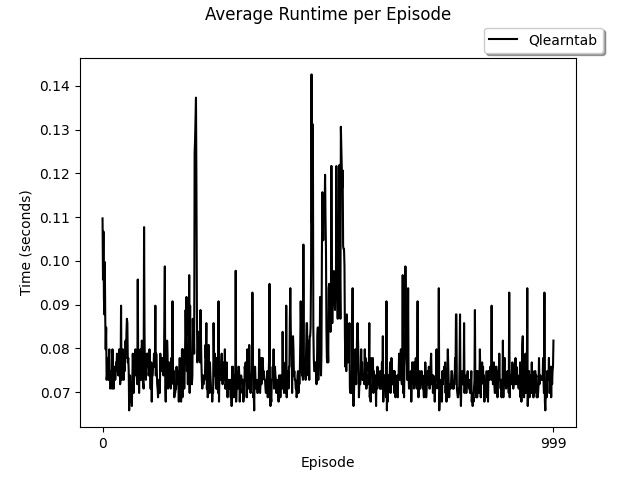 Average Runtime per Episode
Qlearntab
0.14
0.13
0.12
0.11
0.10
0.09
0.08
0.07
Time (seconds)
0
999
Episode